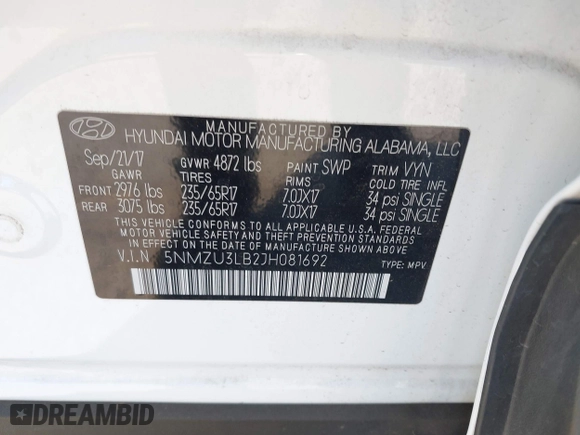 MANUFACTURED BY
HYUNDAI MOTOR MANUFACTURING ALABAMA, LLC
Sep/21/17 GVWR 4872 lbs PAINT SWP TRIM VYN
GAWR TIRES RIMS COLD TIRE INFL
FRONT 2976 lbs 235/65R17 7.0JX17 34 psi SINGLE
REAR 3075 lbs 235/65R17 7.0JX17 34 psi SINGLE
THIS VEHICLE CONFORMS TO ALL APPLICABLE U.S. FEDERAL
MOTOR VEHICLE SAFETY STANDARDS
IN EFFECT ON THE DATE OF MANUFACTURE SHOWN ABOVE
V.I.N. 5NMZU3LB2JH081692
TYPE: MPV
DREAMBID